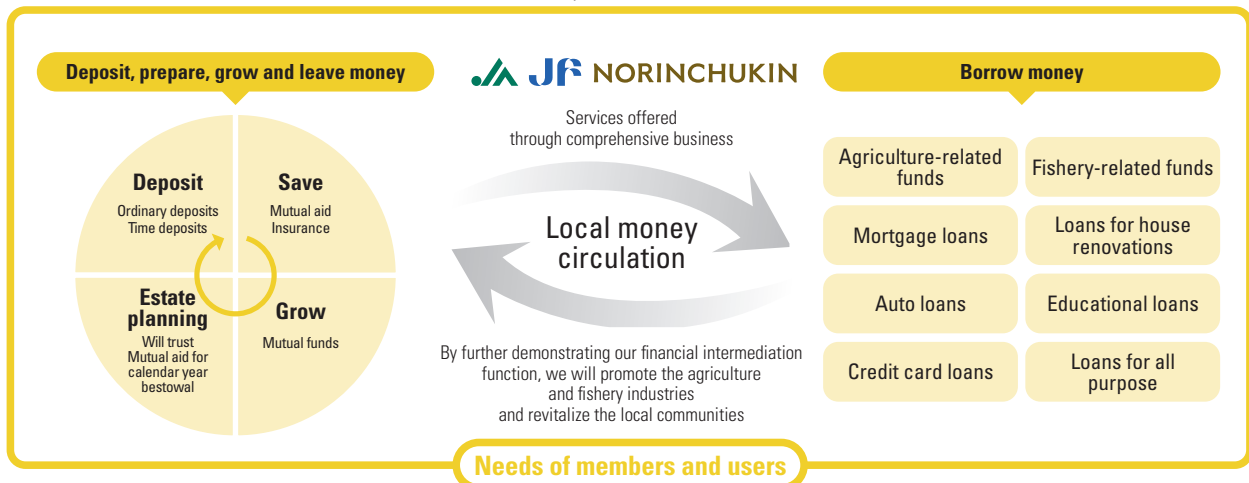 Deposit, prepare, grow and leave money
Deposit
Ordinary deposits
Time deposits
Save
Mutual aid
Insurance
Estate
planning
Will trust
Mutual aid for
calendar year
bestowal
Grow
Mutual funds
JA JF NORINCHUKIN
Services offered
through comprehensive business
Local money
circulation
By further demonstrating our financial intermediation
function, we will promote the agriculture
and fishery industries
and revitalize the local communities
Borrow money
Agriculture-related
funds
Fishery-related funds
Mortgage loans
Loans for house
renovations
Auto loans
Educational loans
Credit card loans
Loans for all
purpose
Needs of members and users